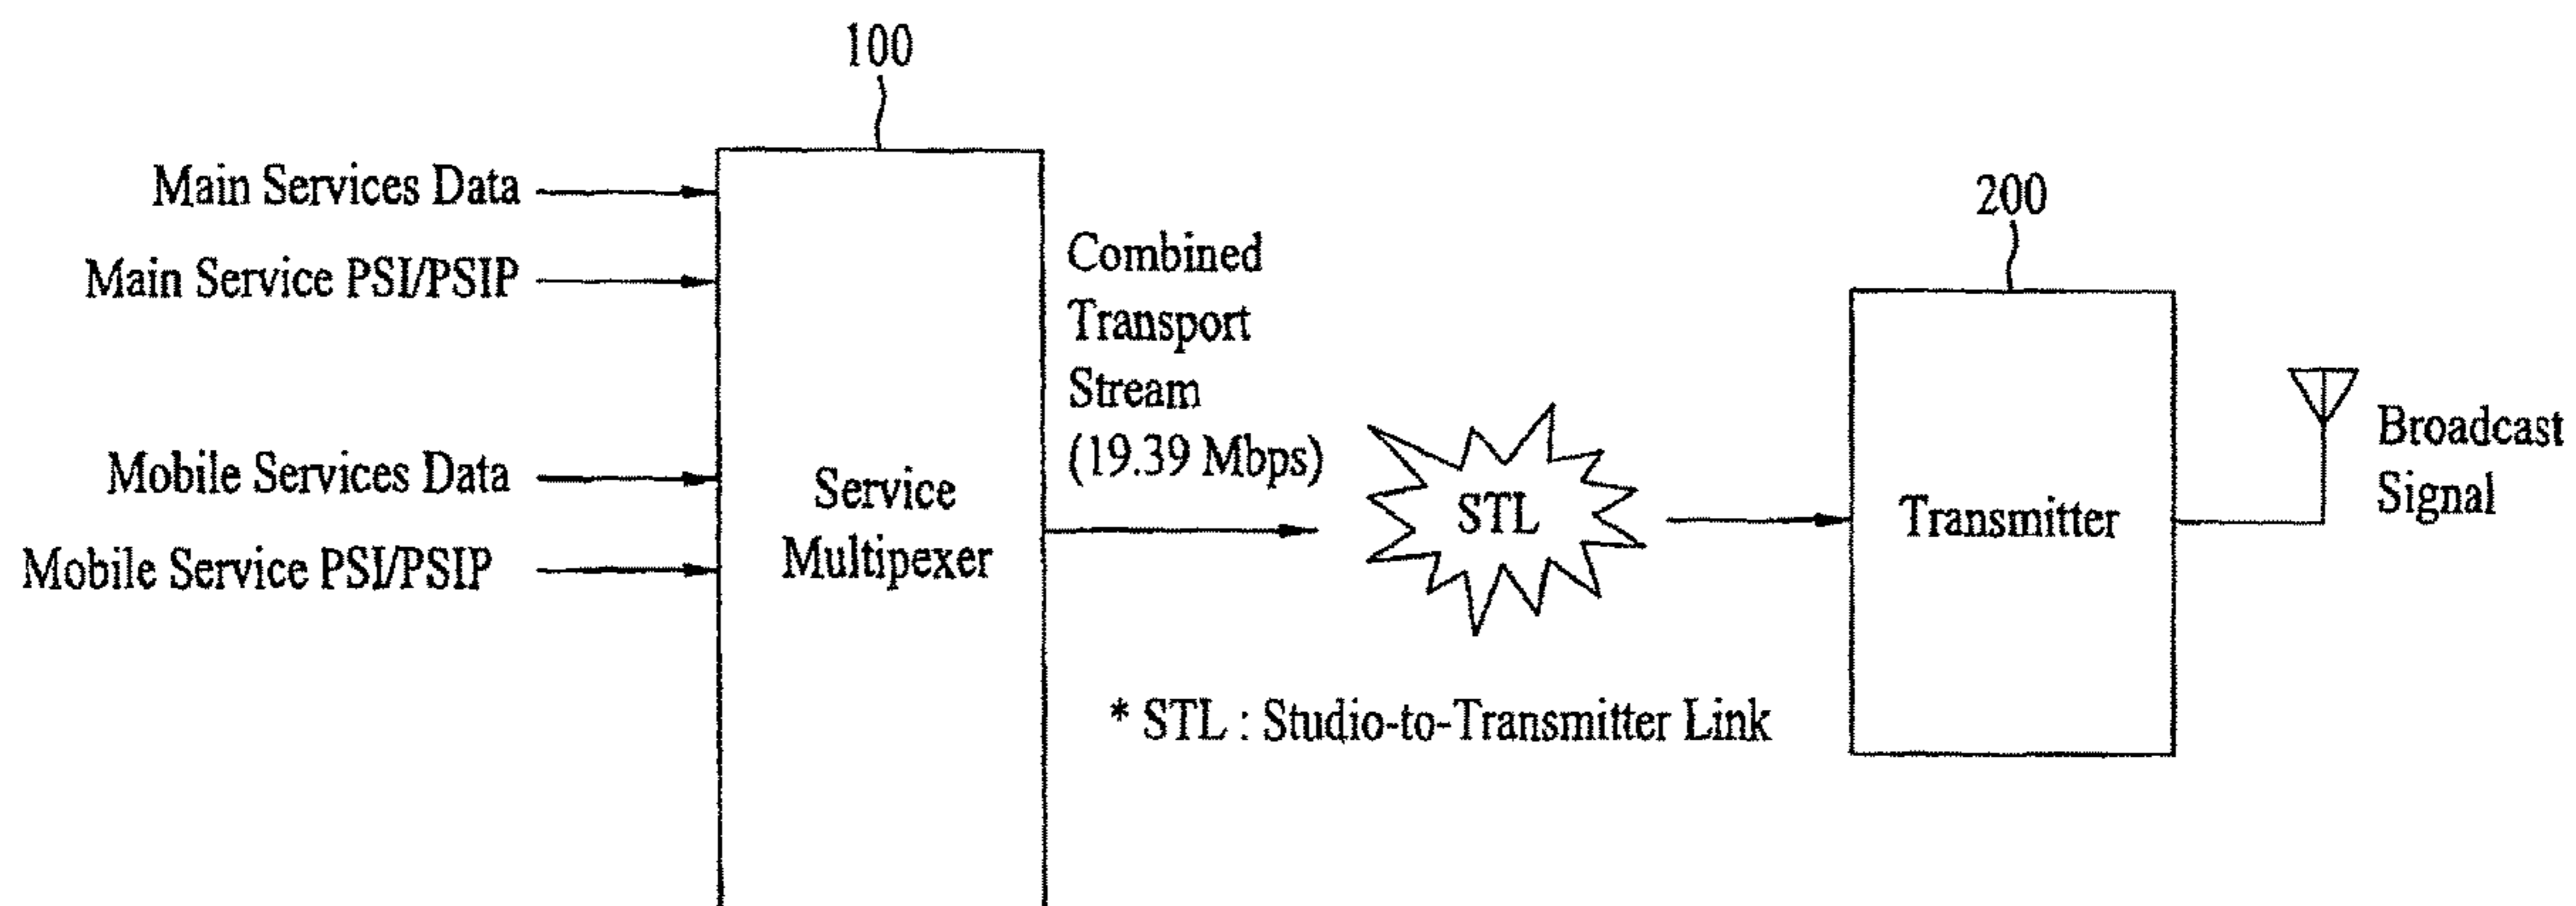 100
Main Services Data
Main Service PSI/PSIP
Mobile Services Data
Mobile Service PSI/PSIP
Service
Multipexer
Combined
Transport
Stream
(19.39 Mbps)
STL
* STL : Studio-to-Transmitter Link
200
Transmitter
Broadcast
Signal